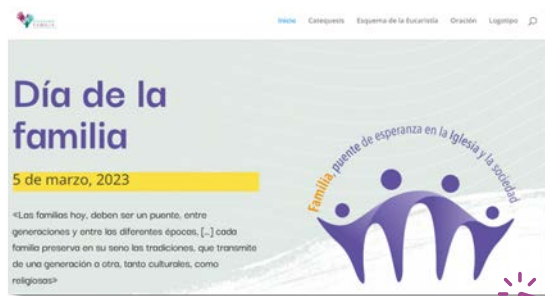 FAMILIA
Inicio Catequesis Esquema de la Eucaristía Oración Logotipo
Día de la
familia
5 de marzo, 2023
<Las familias hoy, deben ser un puente, entre
generaciones y entre las diferentes épocas, [...] cada
familia preserva en su seno las tradiciones, que transmite
de una generación a otra, tanto culturales, como
religiosas>
Familia, puente de esperanza en la Iglesia y la sociedad